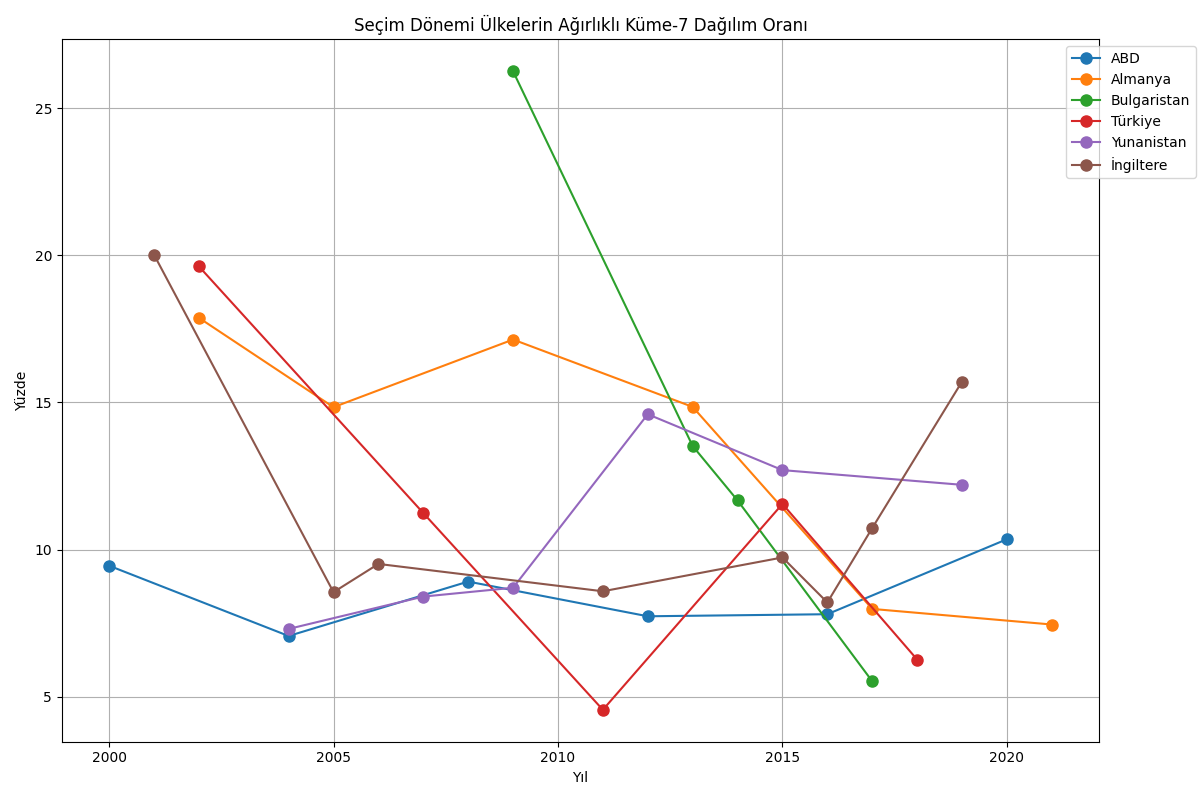 Seçim Dönemi Ülkelerin Ağırlıklı Küme-7 Dağılım Oranı
ABD
Almanya
Bulgaristan
Türkiye
Yunanistan
İngiltere
Yüzde
25
20
15
10
5
2000 2005 2010 2015 2020
Yıl